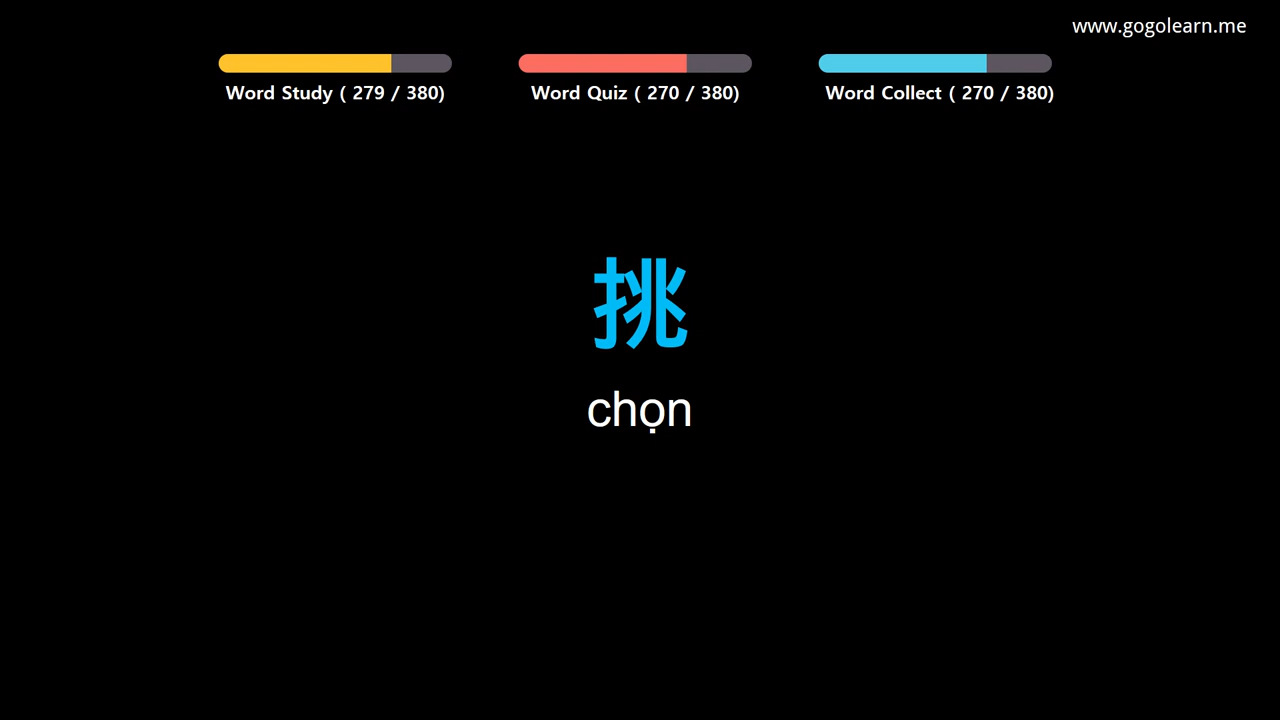 www.gogolearn.me
Word Study ( 279 / 380)
Word Quiz ( 270 / 380)
Word Collect ( 270 / 380)
挑
chọn